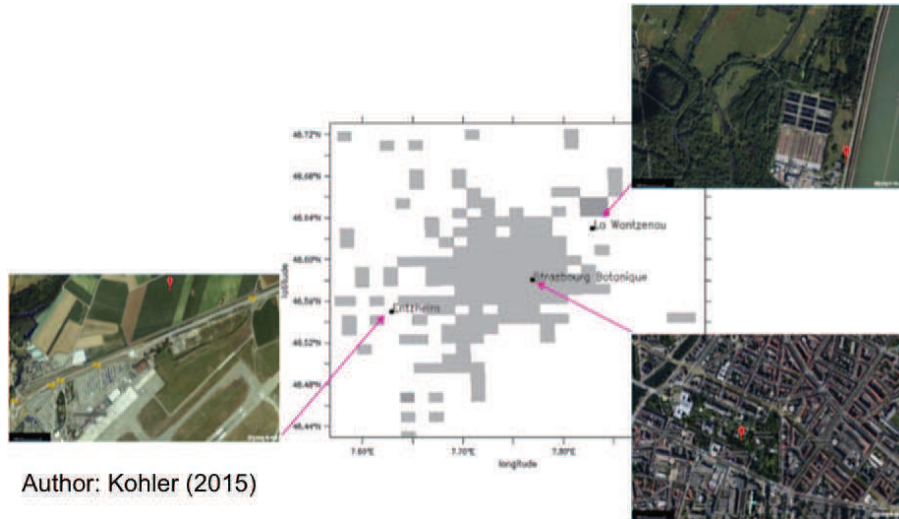 48.72°N
48.68°N
48.64°N
La Wantzenau
48.60°N
Strasbourg Botanique
latitude
48.56°N
Entzheim
48.52°N
48.48°N
48.44°N
7.60°E 7.70°E 7.80°E
longitude
Author: Kohler (2015)